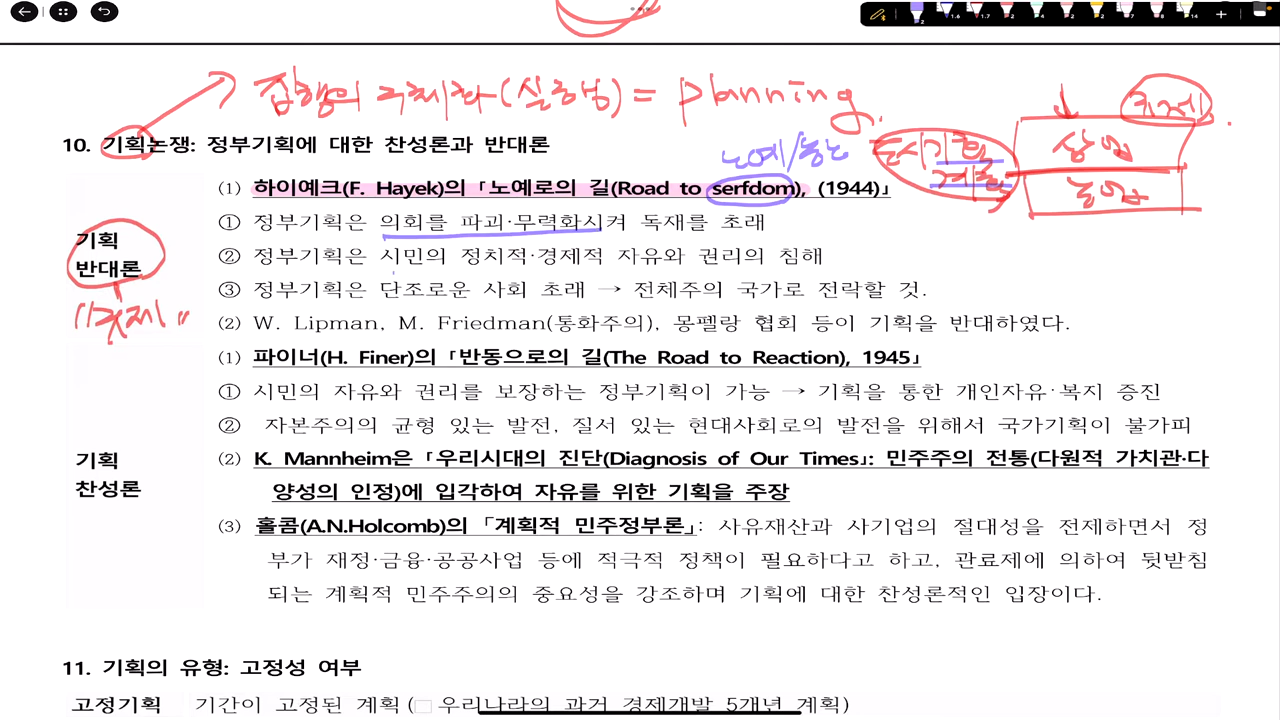 집행의 구체화(실행성) = planning
10. 기획논쟁: 정부기획에 대한 찬성론과 반대론
노예/농노
도시기획
계획
규제
상업
농업
기획
반대론
"규제"
(1) 하이예크(F. Hayek)의 「노예로의 길(Road to serfdom), (1944)」
① 정부기획은 의회를 파괴·무력화시켜 독재를 초래
② 정부기획은 시민의 정치적·경제적 자유와 권리의 침해
③ 정부기획은 단조로운 사회 초래 → 전체주의 국가로 전락할 것.
(2) W. Lipman, M. Friedman(통화주의), 몽펠랑 협회 등이 기획을 반대하였다.
기획
찬성론
(1) 파이너(H. Finer)의 「반동으로의 길(The Road to Reaction), 1945」
① 시민의 자유와 권리를 보장하는 정부기획이 가능 → 기획을 통한 개인자유·복지 증진
② 자본주의의 균형 있는 발전, 질서 있는 현대사회로의 발전을 위해서 국가기획이 불가피
(2) K. Mannheim은 「우리시대의 진단(Diagnosis of Our Times」: 민주주의 전통(다원적 가치관·다
양성의 인정)에 입각하여 자유를 위한 기획을 주장
(3) 홀콤(A.N.Holcomb)의 「계획적 민주정부론」: 사유재산과 사기업의 절대성을 전제하면서 정
부가 재정·금융·공공사업 등에 적극적 정책이 필요하다고 하고, 관료제에 의하여 뒷받침
되는 계획적 민주주의의 중요성을 강조하며 기획에 대한 찬성론적인 입장이다.
11. 기획의 유형: 고정성 여부
고정기획 기간이 고정된 계획(□ 우리나라의 과거 경제개발 5개년 계획)